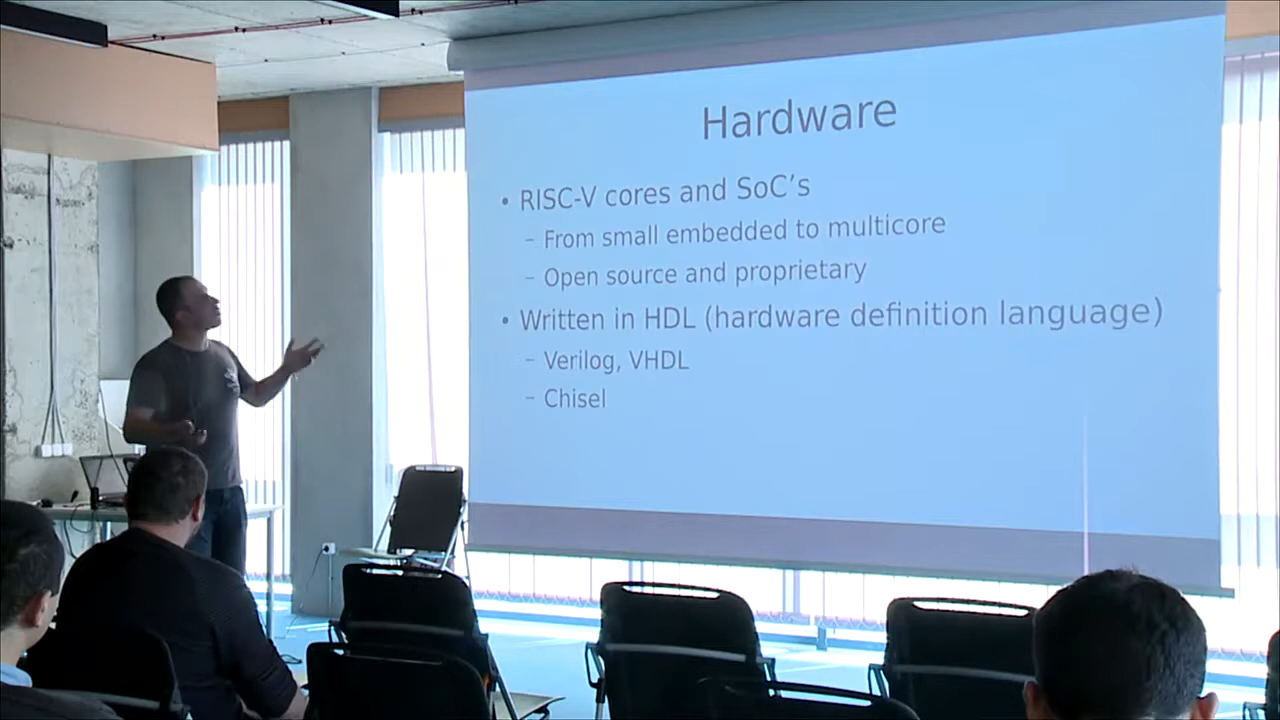 Hardware
• RISC-V cores and SoC’s
– From small embedded to multicore
– Open source and proprietary
• Written in HDL (hardware definition language)
– Verilog, VHDL
– Chisel